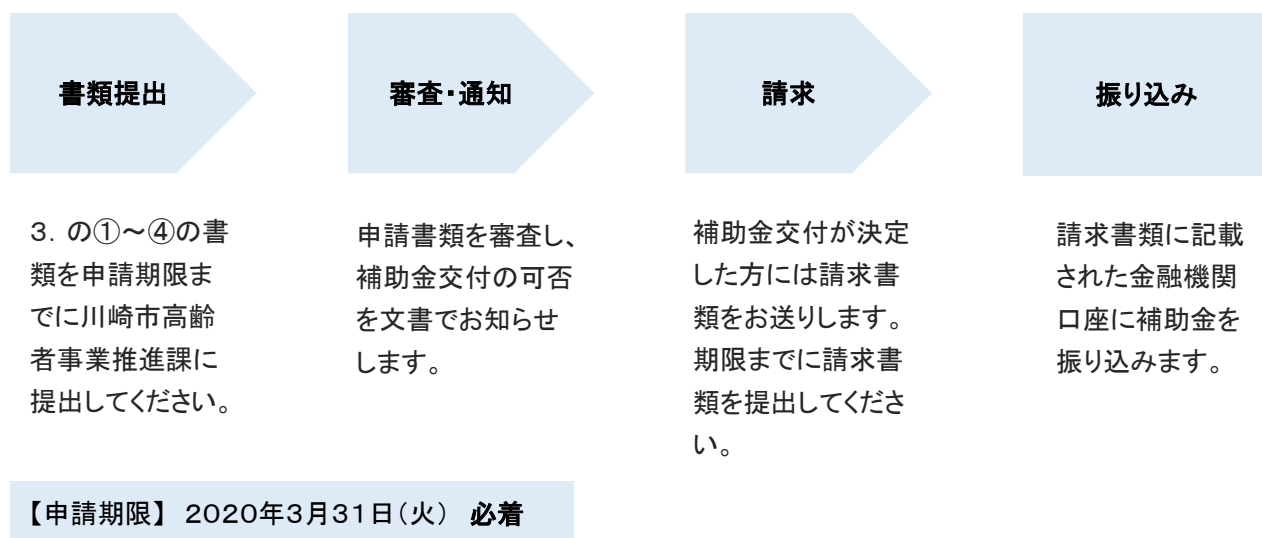 書類提出
審査・通知
請求
振り込み
3．の①～④の書
類を申請期限ま
でに川崎市高齢
者事業推進課に
提出してください。
申請書類を審査し、
補助金交付の可否
を文書でお知らせ
します。
補助金交付が決定
した方には請求書
類をお送りします。
期限までに請求書
類を提出してくださ
い。
請求書類に記載
された金融機関
口座に補助金を
振り込みます。
【申請期限】 2020年3月31日（火） 必着